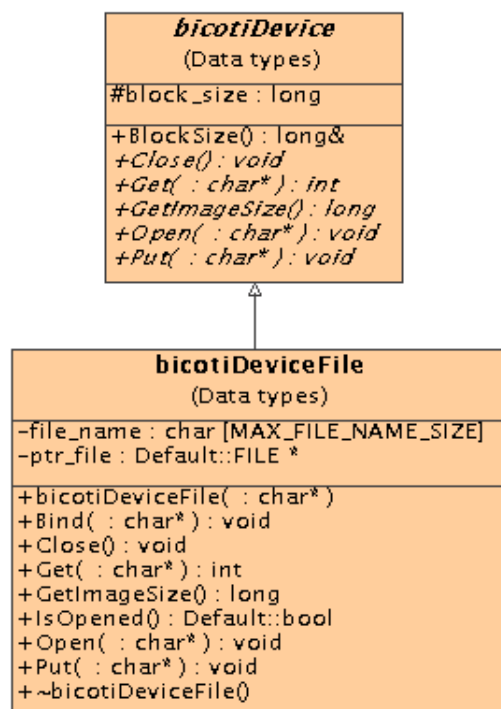 bicotiDevice
(Data types)
#block_size : long
+BlockSize() : long&
+Close() : void
+Get( : char* ) : int
+GetImageSize() : long
+Open( : char* ) : void
+Put( : char* ) : void
bicotiDeviceFile
(Data types)
-file_name : char [MAX_FILE_NAME_SIZE]
-ptr_file : Default::FILE *
+bicotiDeviceFile( : char* )
+Bind( : char* ) : void
+Close() : void
+Get( : char* ) : int
+GetImageSize() : long
+IsOpened() : Default::bool
+Open( : char* ) : void
+Put( : char* ) : void
+~bicotiDeviceFile()